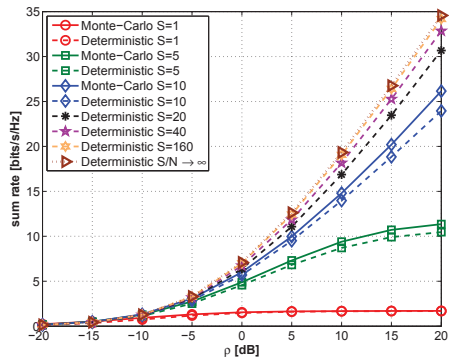 35
30
25
20
15
10
5
0
sum rate [bits/s/Hz]
Monte-Carlo S=1
Deterministic S=1
Monte-Carlo S=5
Deterministic S=5
Monte-Carlo S=10
Deterministic S=10
Deterministic S=20
Deterministic S=40
Deterministic S=160
Deterministic S/N → ∞
−20 −15 −10 −5 0 5 10 15 20
ρ [dB]